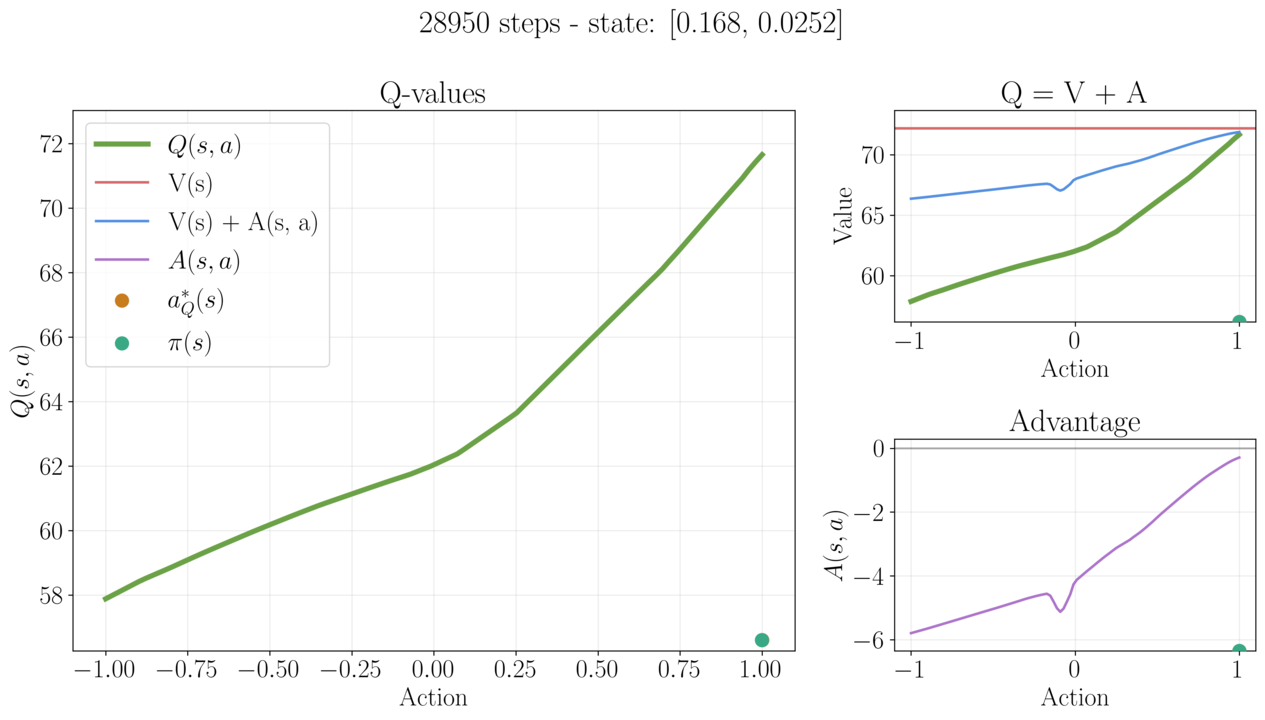 28950 steps - state: [0.168, 0.0252]
Q-values
Q(s, a)
V(s)
V(s) + A(s, a)
A(s, a)
a*Q(s)
π(s)
72
70
68
66
64
62
60
58
Q(s, a)
−1.00 −0.75 −0.50 −0.25 0.00 0.25 0.50 0.75 1.00
Action
Q = V + A
70
65
60
Value
−1 0 1
Action
Advantage
0
−2
−4
−6
A(s, a)
−1 0 1
Action